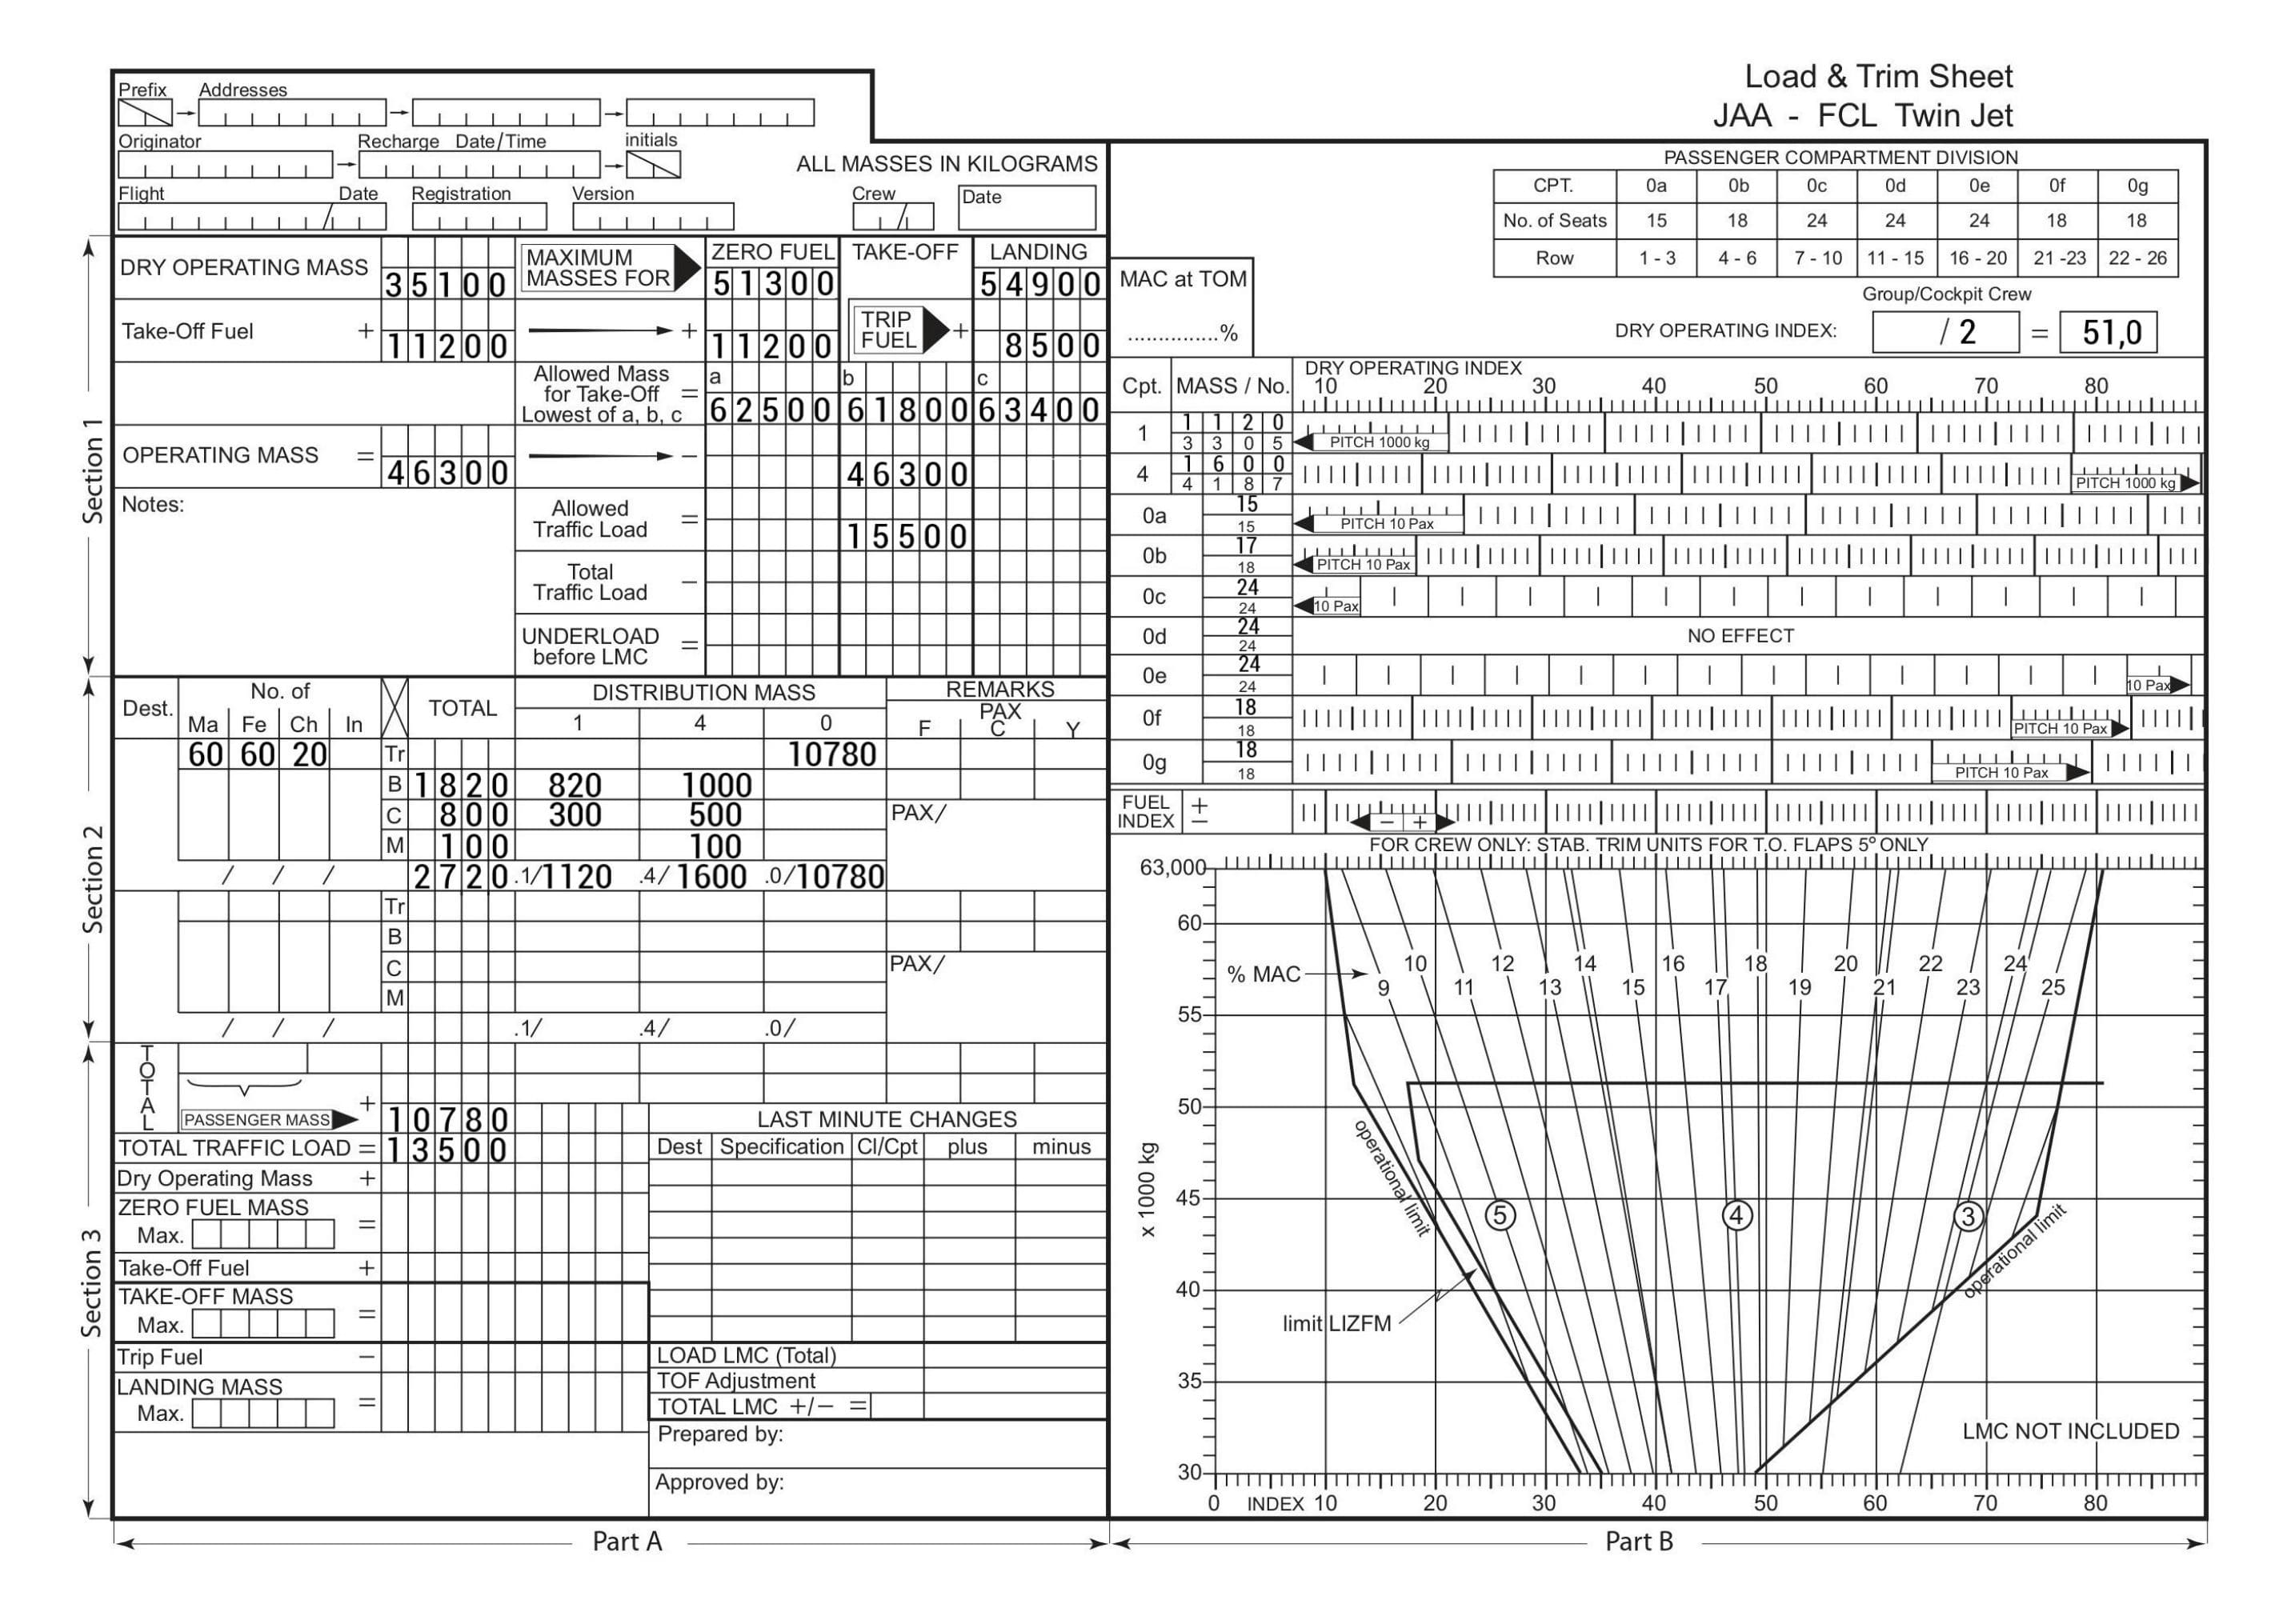 Load & Trim Sheet
JAA - FCL Twin Jet
Prefix Addresses
Originator Recharge Date/Time initials
ALL MASSES IN KILOGRAMS
Flight Date Registration Version Crew Date
/ /
PASSENGER COMPARTMENT DIVISION
CPT. 0a 0b 0c 0d 0e 0f 0g
No. of Seats 15 18 24 24 24 18 18
Row 1 - 3 4 - 6 7 - 10 11 - 15 16 - 20 21 -23 22 - 26
Group/Cockpit Crew
DRY OPERATING INDEX: / 2 = 51,0
MAC at TOM
...............%
Section 1
DRY OPERATING MASS 35100 MAXIMUM MASSES FOR ZERO FUEL TAKE-OFF LANDING
51300 54900
Take-Off Fuel + 11200 + 11200 TRIP FUEL + 8500
Allowed Mass for Take-Off Lowest of a, b, c = a 62500 b 61800 c 63400
OPERATING MASS = 46300 − 46300
Notes:
Allowed Traffic Load = 15500
Total Traffic Load −
UNDERLOAD before LMC =
Section 2
Dest. No. of Ma Fe Ch In TOTAL DISTRIBUTION MASS 1 4 0 REMARKS PAX F C Y
60 60 20 Tr 10780
B 1820 820 1000
C 800 300 500 PAX/
M 100 100
/ / / 2720 .1/1120 .4/1600 .0/10780
Tr
B
C PAX/
M
/ / / .1/ .4/ .0/
Section 3
TOTAL
PASSENGER MASS + 10780
TOTAL TRAFFIC LOAD = 13500
Dry Operating Mass +
ZERO FUEL MASS
Max. =
Take-Off Fuel +
TAKE-OFF MASS
Max. =
Trip Fuel −
LANDING MASS
Max. =
LAST MINUTE CHANGES
Dest Specification Cl/Cpt plus minus
LOAD LMC (Total)
TOF Adjustment
TOTAL LMC +/− =
Prepared by:
Approved by:
Part A
Cpt. MASS / No. DRY OPERATING INDEX
10 20 30 40 50 60 70 80
1 1120 3305 PITCH 1000 kg
4 1600 4187 PITCH 1000 kg
0a 15 15 PITCH 10 Pax
0b 17 18 PITCH 10 Pax
0c 24 24 10 Pax
0d 24 24 NO EFFECT
0e 24 24 10 Pax
0f 18 18 PITCH 10 Pax
0g 18 18 PITCH 10 Pax
FUEL INDEX + − − +
FOR CREW ONLY: STAB. TRIM UNITS FOR T.O. FLAPS 5° ONLY
63,000
60
% MAC 10 12 14 16 18 20 22 24
9 11 13 15 17 19 21 23 25
55
50
operational limit
x 1000 kg
45
5 4 3
operational limit
40
limit LIZFM
35
LMC NOT INCLUDED
30
0 INDEX 10 20 30 40 50 60 70 80
Part B